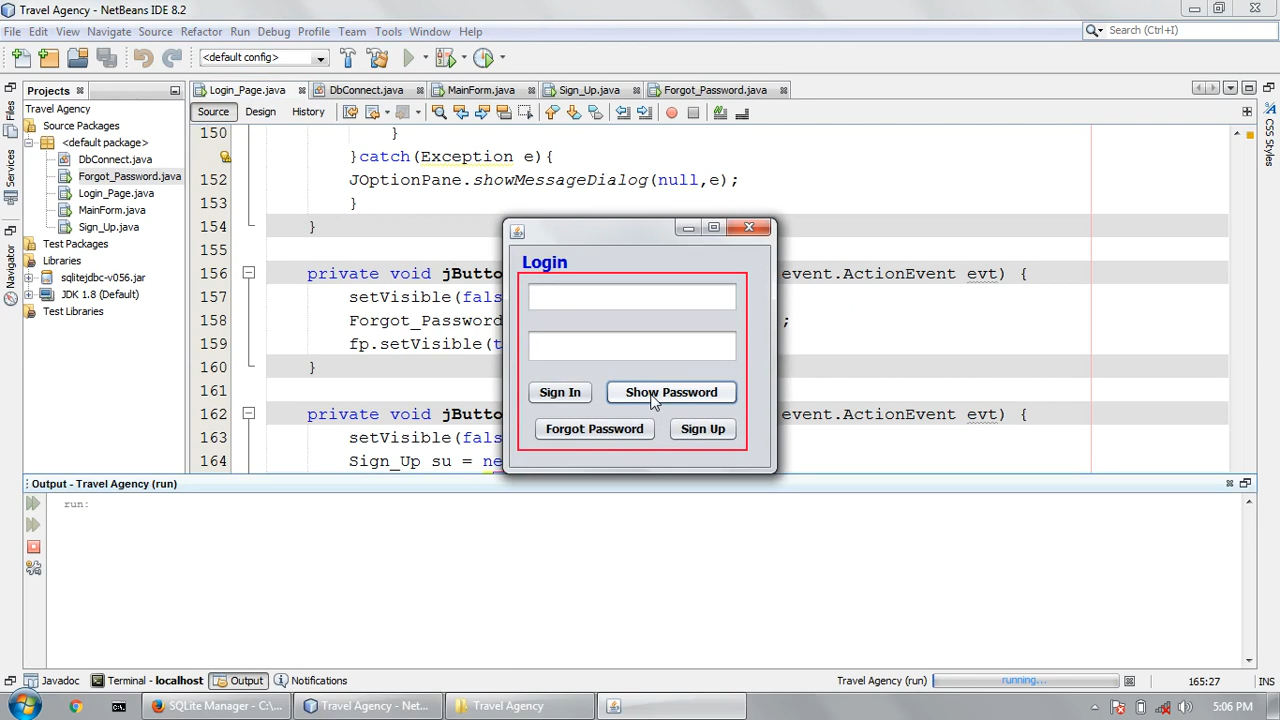 Travel Agency - NetBeans IDE 8.2
File Edit View Navigate Source Refactor Run Debug Profile Team Tools Window Help
Search (Ctrl+I)
<default config>
Projects
Login_Page.java DbConnect.java MainForm.java Sign_Up.java Forgot_Password.java
Source Design History
Files
Services
Navigator
CSS Styles
Travel Agency
Source Packages
<default package>
DbConnect.java
Forgot_Password.java
Login_Page.java
MainForm.java
Sign_Up.java
Test Packages
Libraries
sqlitejdbc-v056.jar
JDK 1.8 (Default)
Test Libraries
150 }
}catch(Exception e){
152 JOptionPane.showMessageDialog(null,e);
153 }
154 }
155
156 private void jButto event.ActionEvent evt) {
157 setVisible(fals
158 Forgot_Password ;
159 fp.setVisible(t
160 }
161
162 private void jButto event.ActionEvent evt) {
163 setVisible(fals
164 Sign_Up su = ne
Login
Sign In Show Password
Forgot Password Sign Up
Output - Travel Agency (run)
run:
Javadoc Terminal - localhost Output Notifications
Travel Agency (run) running... 165:27 INS
SQLite Manager - C:\... Travel Agency - Net... Travel Agency
5:06 PM